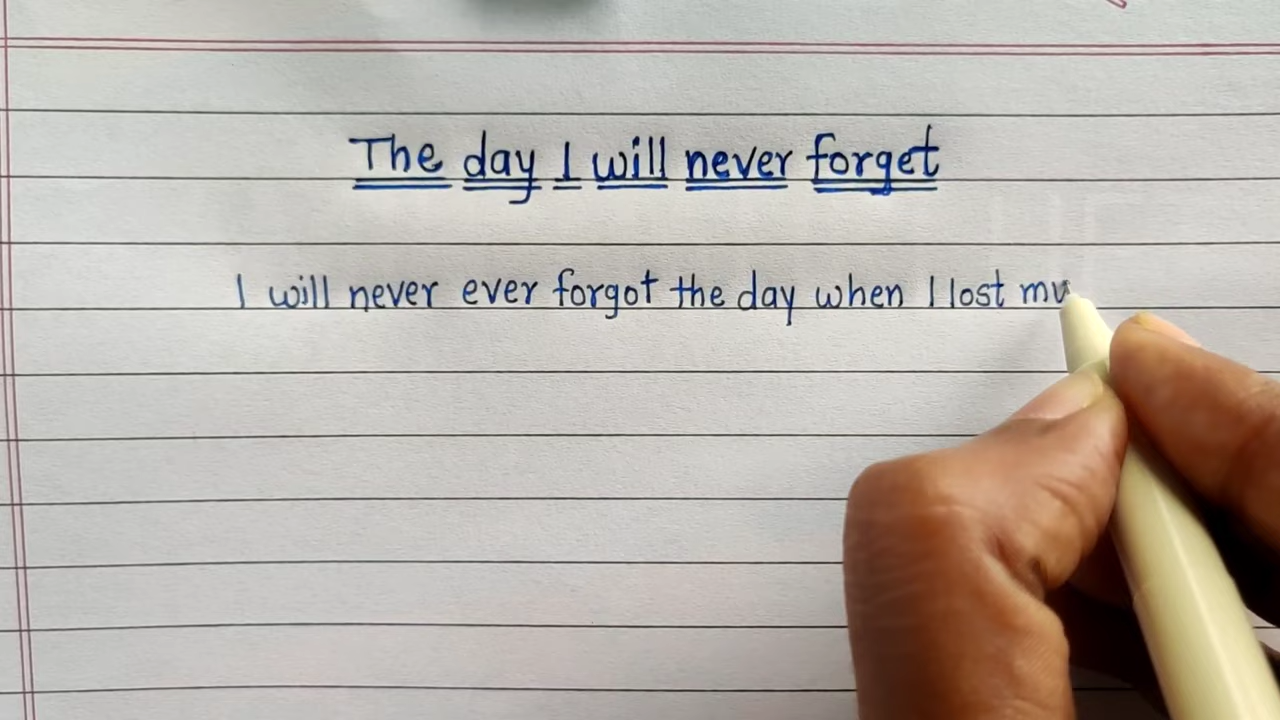 The day I will never forget
I will never ever forgot the day when I lost